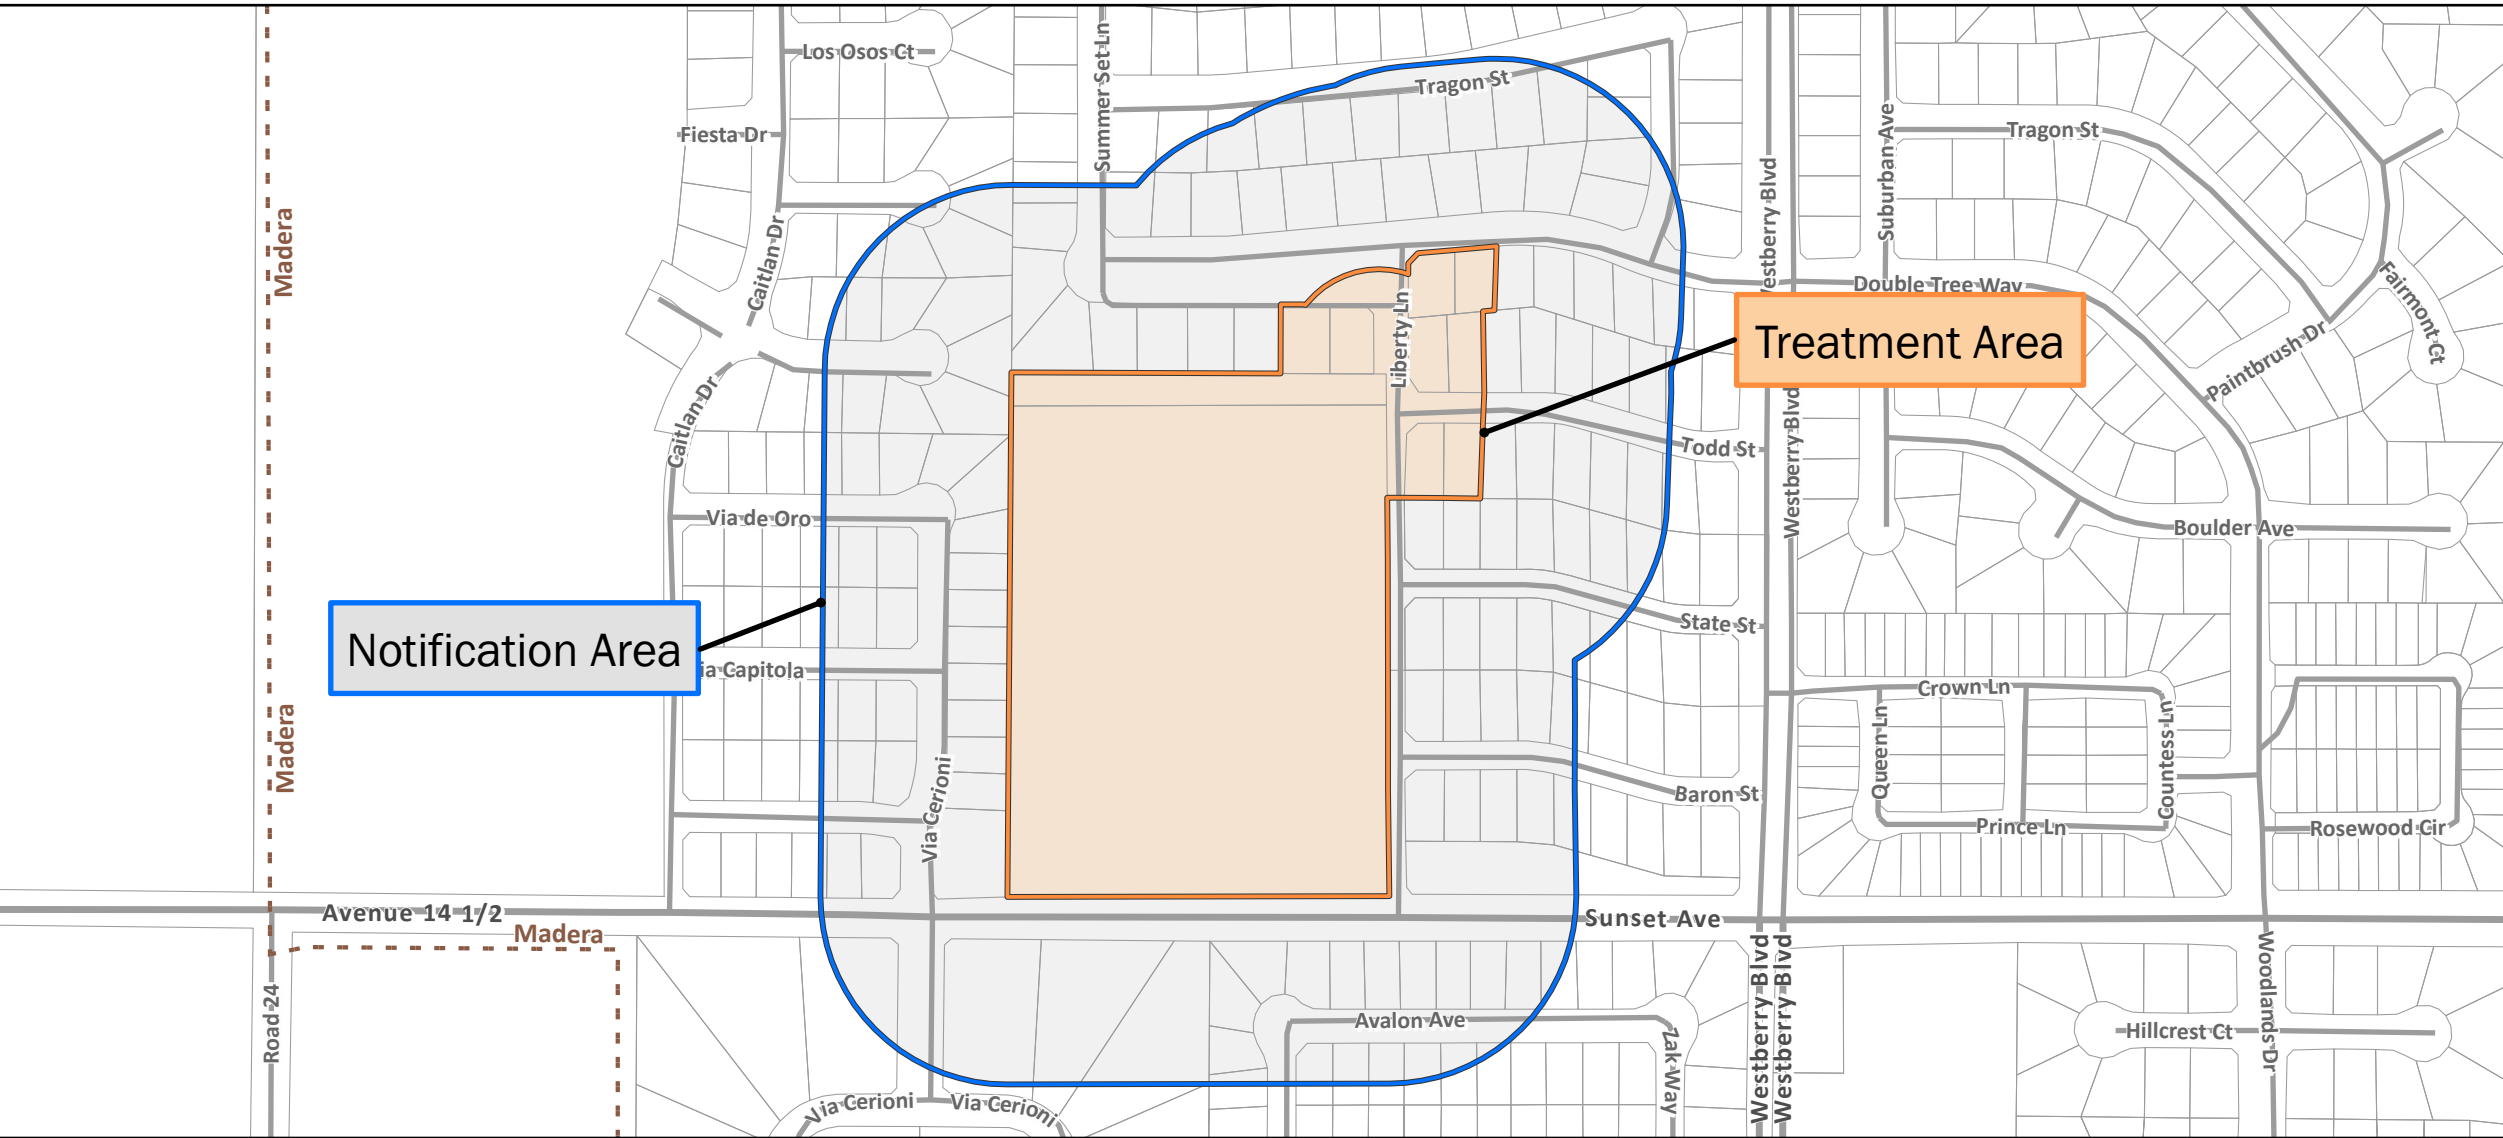 Los Osos Ct
Summer Set Ln
Tragon St
Fiesta Dr
Suburban Ave
Tragon St
Madera
Caitlan Dr
Westberry Blvd
Double Tree Way
Fairmont Ct
Liberty Ln
Treatment Area
Paintbrush Dr
Caitlan Dr
Todd St
Westberry Blvd
Via de Oro
Boulder Ave
Notification Area
State St
ia Capitola
Crown Ln
Madera
Queen Ln
Countess Ln
Via Cerioni
Baron St
Prince Ln
Rosewood Cir
Avenue 14 1/2
Sunset Ave
Madera
Road 24
Avalon Ave
Zak Way
Westberry Blvd
Westberry Blvd
Hillcrest Ct
Woodlands Dr
Via Cerioni
Via Cerioni